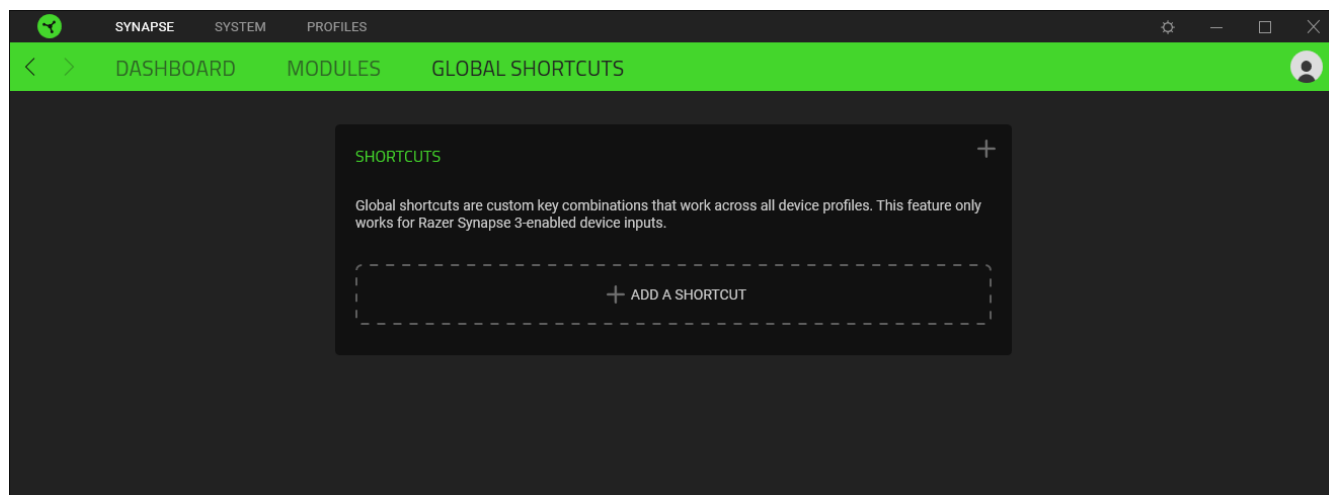 SYNAPSE SYSTEM PROFILES
DASHBOARD MODULES GLOBAL SHORTCUTS
SHORTCUTS
Global shortcuts are custom key combinations that work across all device profiles. This feature only
works for Razer Synapse 3-enabled device inputs.
ADD A SHORTCUT